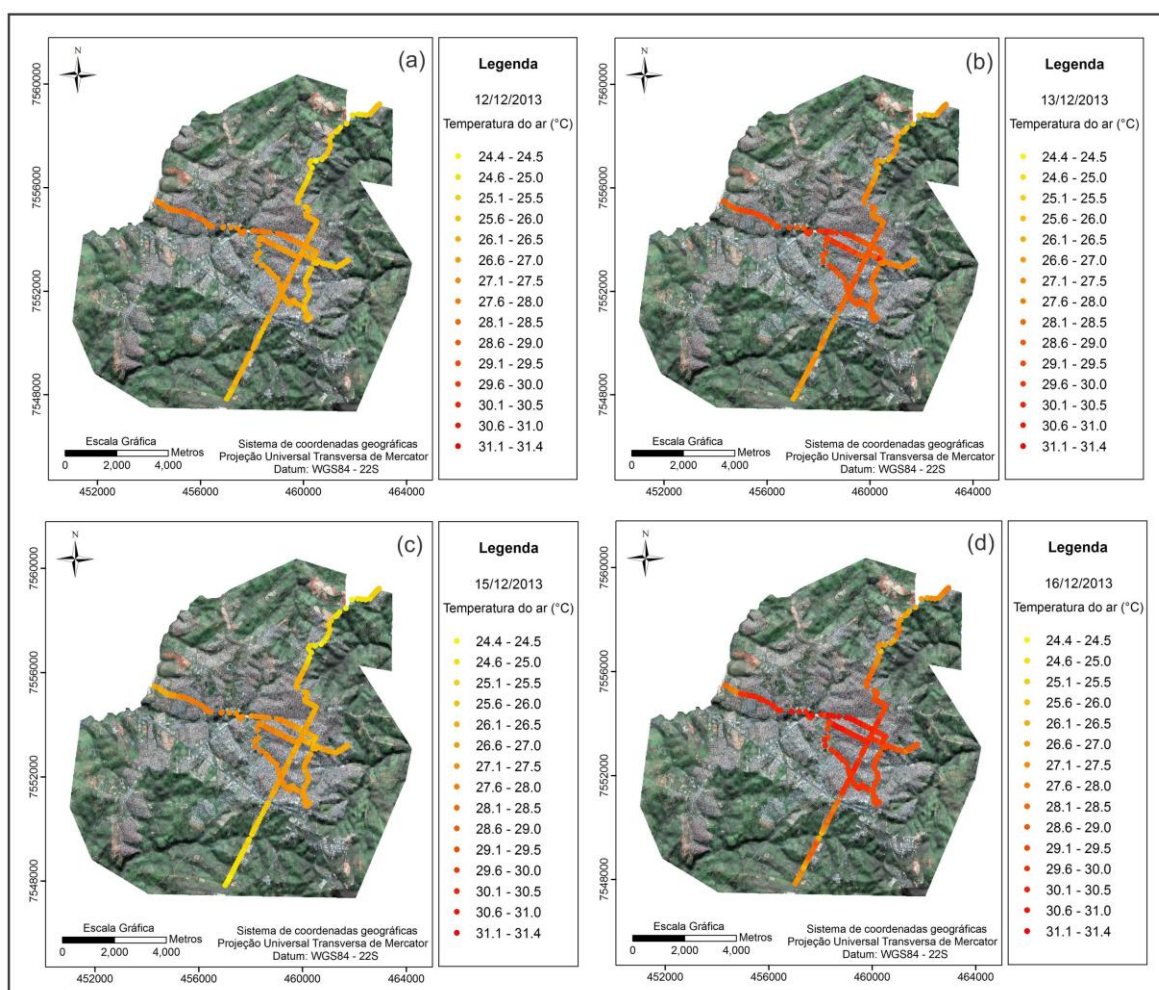 N
(a)
7560000
7556000
7552000
7548000
Escala Gráfica
Metros
0 2,000 4,000
Sistema de coordenadas geográficas
Projeção Universal Transversa de Mercator
Datum: WGS84 - 22S
452000 456000 460000 464000
Legenda
12/12/2013
Temperatura do ar (°C)
24.4 - 24.5
24.6 - 25.0
25.1 - 25.5
25.6 - 26.0
26.1 - 26.5
26.6 - 27.0
27.1 - 27.5
27.6 - 28.0
28.1 - 28.5
28.6 - 29.0
29.1 - 29.5
29.6 - 30.0
30.1 - 30.5
30.6 - 31.0
31.1 - 31.4
N
(b)
7560000
7556000
7552000
7548000
Escala Gráfica
Metros
0 2,000 4,000
Sistema de coordenadas geográficas
Projeção Universal Transversa de Mercator
Datum: WGS84 - 22S
452000 456000 460000 464000
Legenda
13/12/2013
Temperatura do ar (°C)
24.4 - 24.5
24.6 - 25.0
25.1 - 25.5
25.6 - 26.0
26.1 - 26.5
26.6 - 27.0
27.1 - 27.5
27.6 - 28.0
28.1 - 28.5
28.6 - 29.0
29.1 - 29.5
29.6 - 30.0
30.1 - 30.5
30.6 - 31.0
31.1 - 31.4
N
(c)
7560000
7556000
7552000
7548000
Escala Gráfica
Metros
0 2,000 4,000
Sistema de coordenadas geográficas
Projeção Universal Transversa de Mercator
Datum: WGS84 - 22S
452000 456000 460000 464000
Legenda
15/12/2013
Temperatura do ar (°C)
24.4 - 24.5
24.6 - 25.0
25.1 - 25.5
25.6 - 26.0
26.1 - 26.5
26.6 - 27.0
27.1 - 27.5
27.6 - 28.0
28.1 - 28.5
28.6 - 29.0
29.1 - 29.5
29.6 - 30.0
30.1 - 30.5
30.6 - 31.0
31.1 - 31.4
N
(d)
7560000
7556000
7552000
7548000
Escala Gráfica
Metros
0 2,000 4,000
Sistema de coordenadas geográficas
Projeção Universal Transversa de Mercator
Datum: WGS84 - 22S
452000 456000 460000 464000
Legenda
16/12/2013
Temperatura do ar (°C)
24.4 - 24.5
24.6 - 25.0
25.1 - 25.5
25.6 - 26.0
26.1 - 26.5
26.6 - 27.0
27.1 - 27.5
27.6 - 28.0
28.1 - 28.5
28.6 - 29.0
29.1 - 29.5
29.6 - 30.0
30.1 - 30.5
30.6 - 31.0
31.1 - 31.4